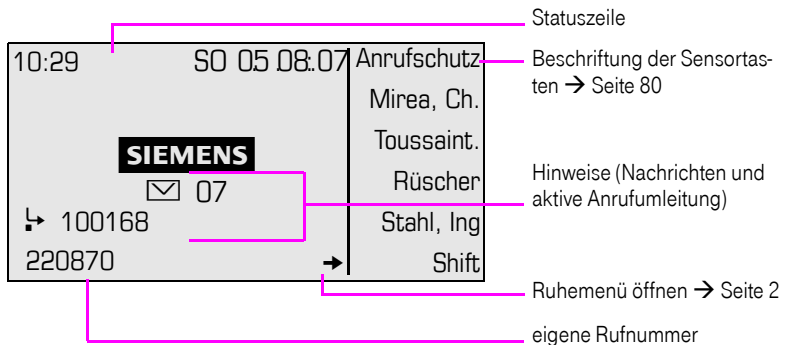 Statuszeile
10:29 SO 05.08.07 Anrufschutz
Beschriftung der Sensortas-
ten → Seite 80
Mirea, Ch.
Toussaint.
SIEMENS
07
Rüscher
Hinweise (Nachrichten und
aktive Anrufumleitung)
100168
Stahl, Ing
220870 → Shift
Ruhemenü öffnen → Seite 2
eigene Rufnummer